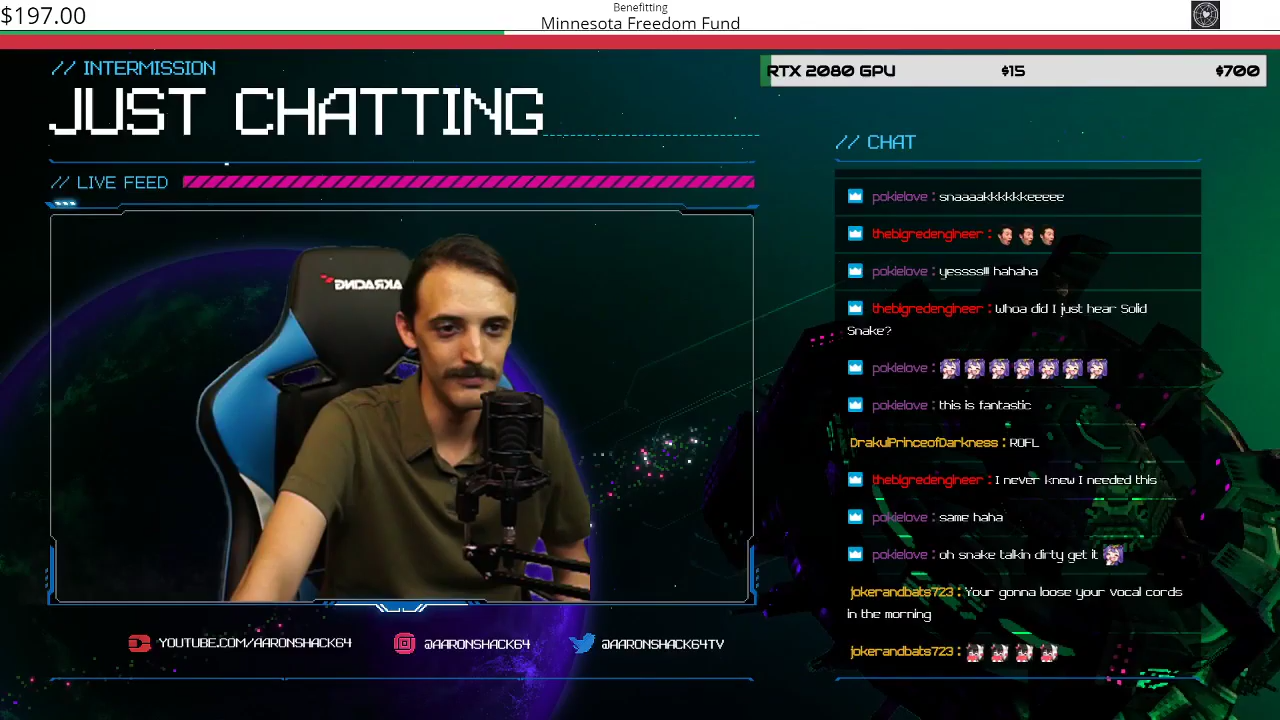 $197.00
Benefitting
Minnesota Freedom Fund
// INTERMISSION
JUST CHATTING
RTX 2080 GPU $15 $700
// LIVE FEED
AKRACING
// CHAT
pokielove : snaaaakkkkkkeeeee
thebigredengineer :
pokielove : yessss!!! hahaha
thebigredengineer : Whoa did I just hear Solid
Snake?
pokielove :
pokielove : this is fantastic
DrakulPrinceofDarkness : ROFL
thebigredengineer : I never knew I needed this
pokielove : same haha
pokielove : oh snake talkin dirty get it
jokerandbats723 : Your gonna loose your vocal cords
in the morning
jokerandbats723 :
YOUTUBE.COM/AARONSHACK64 @AARONSHACK64 @AARONSHACK64TV